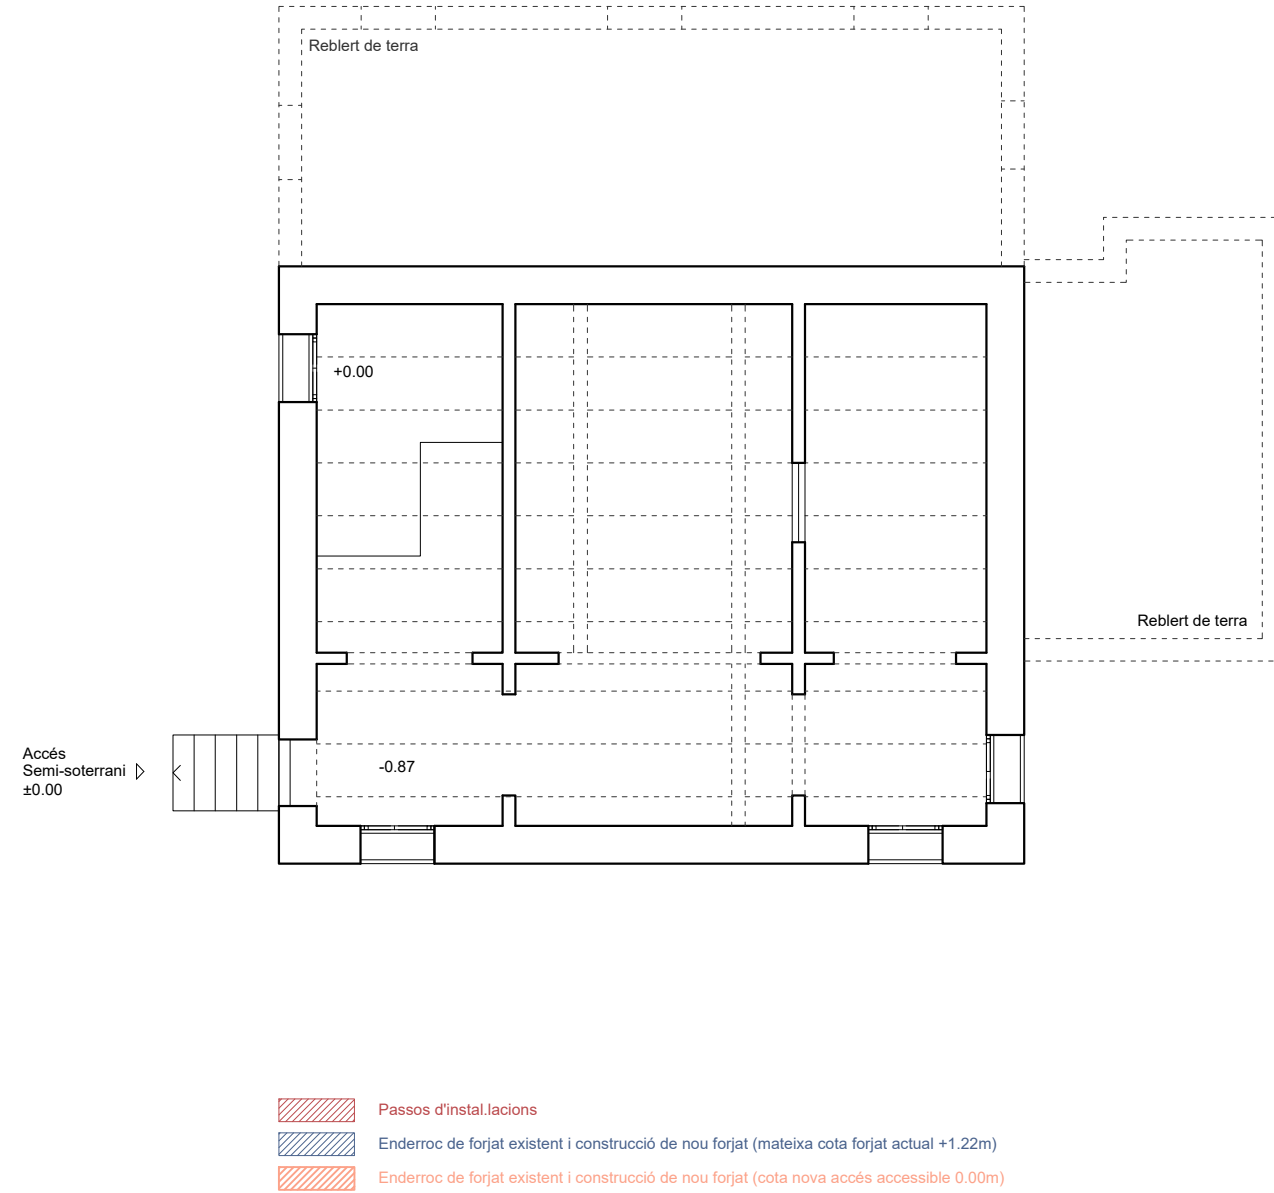 Reblert de terra
+0.00
Reblert de terra
Accés
Semi-soterrani
±0.00
-0.87
Passos d'instal.lacions
Enderroc de forjat existent i construcció de nou forjat (mateixa cota forjat actual +1.22m)
Enderroc de forjat existent i construcció de nou forjat (cota nova accés accessible 0.00m)